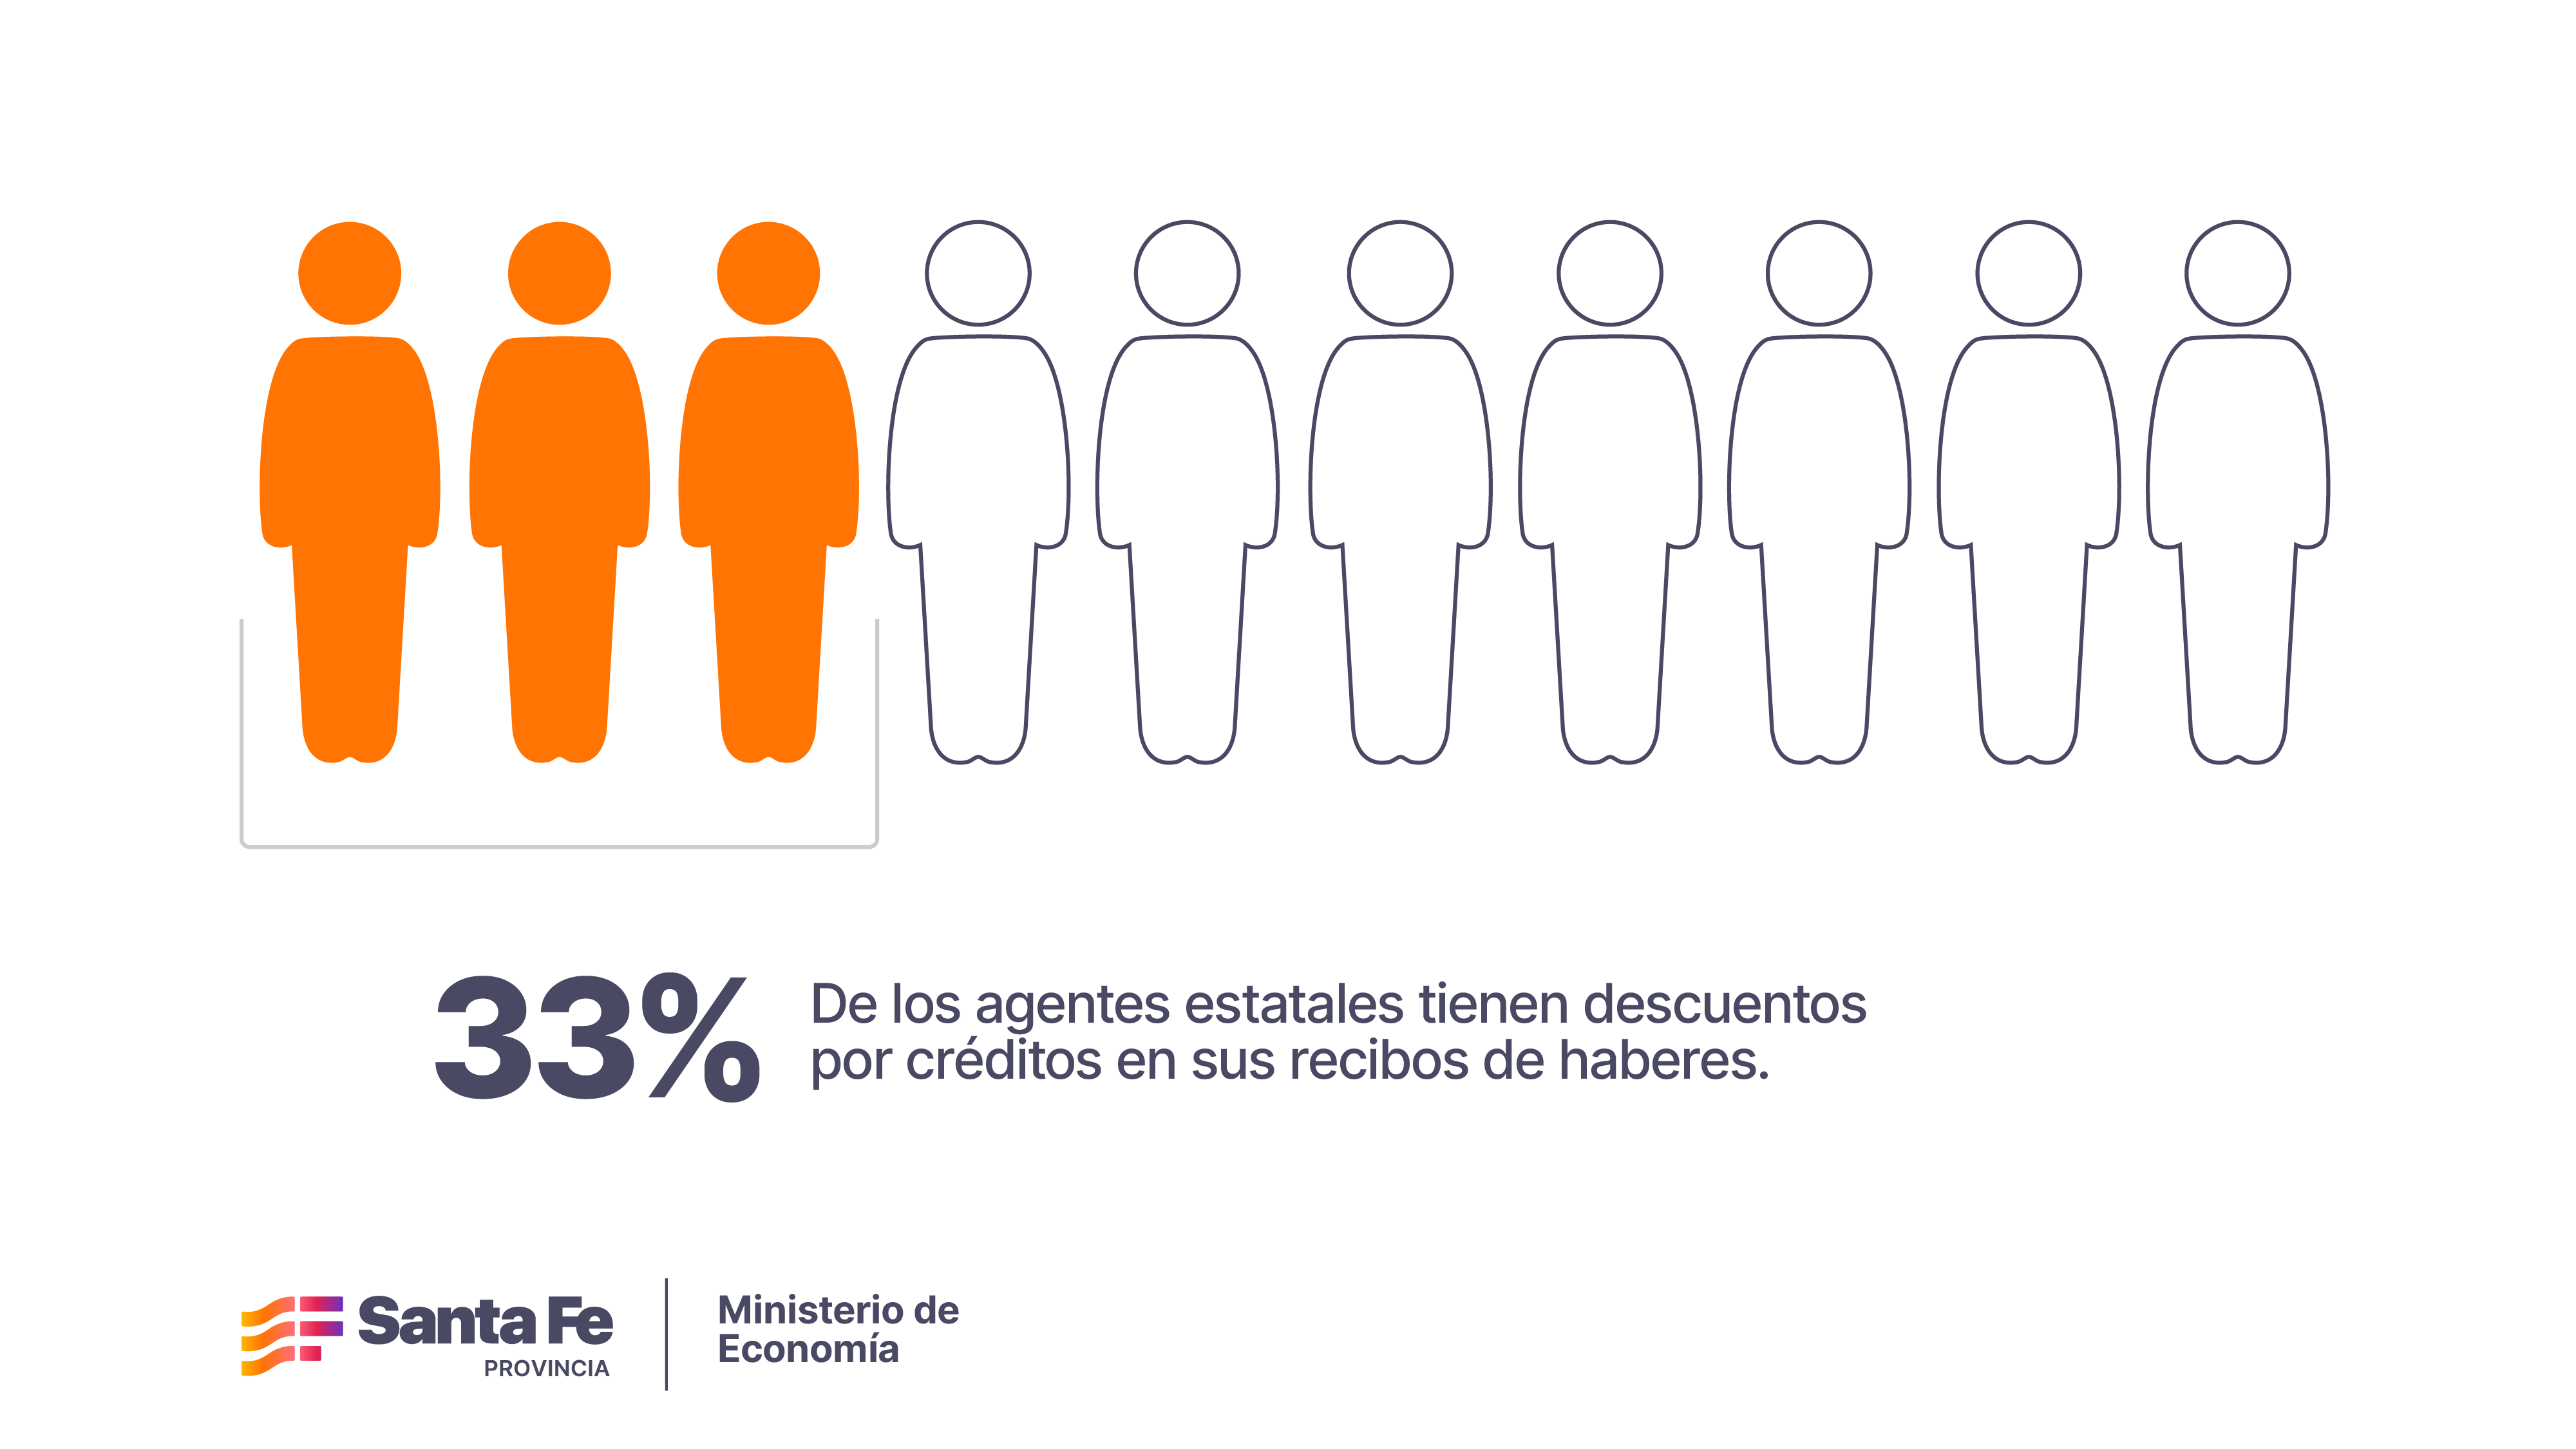 33%
De los agentes estatales tienen descuentos
por créditos en sus recibos de haberes.
Santa Fe
PROVINCIA
Ministerio de
Economía